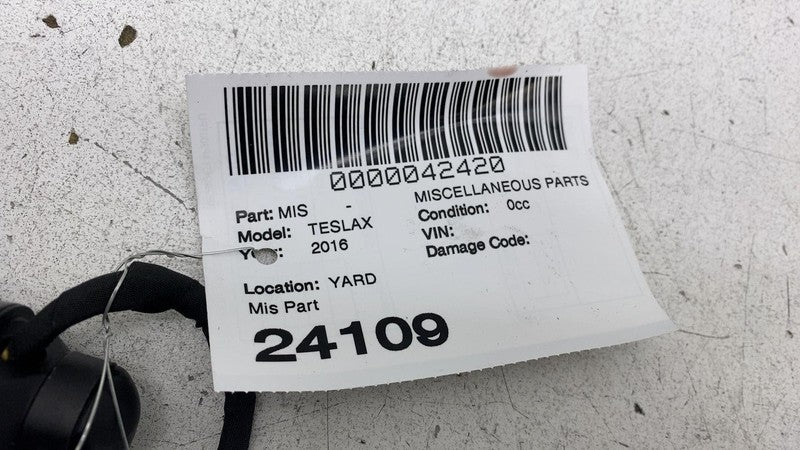 0000042420
Part: MIS - MISCELLANEOUS PARTS
Model: TESLAX Condition: 0cc
2016 VIN:
Damage Code:
Location: YARD
Mis Part
24109